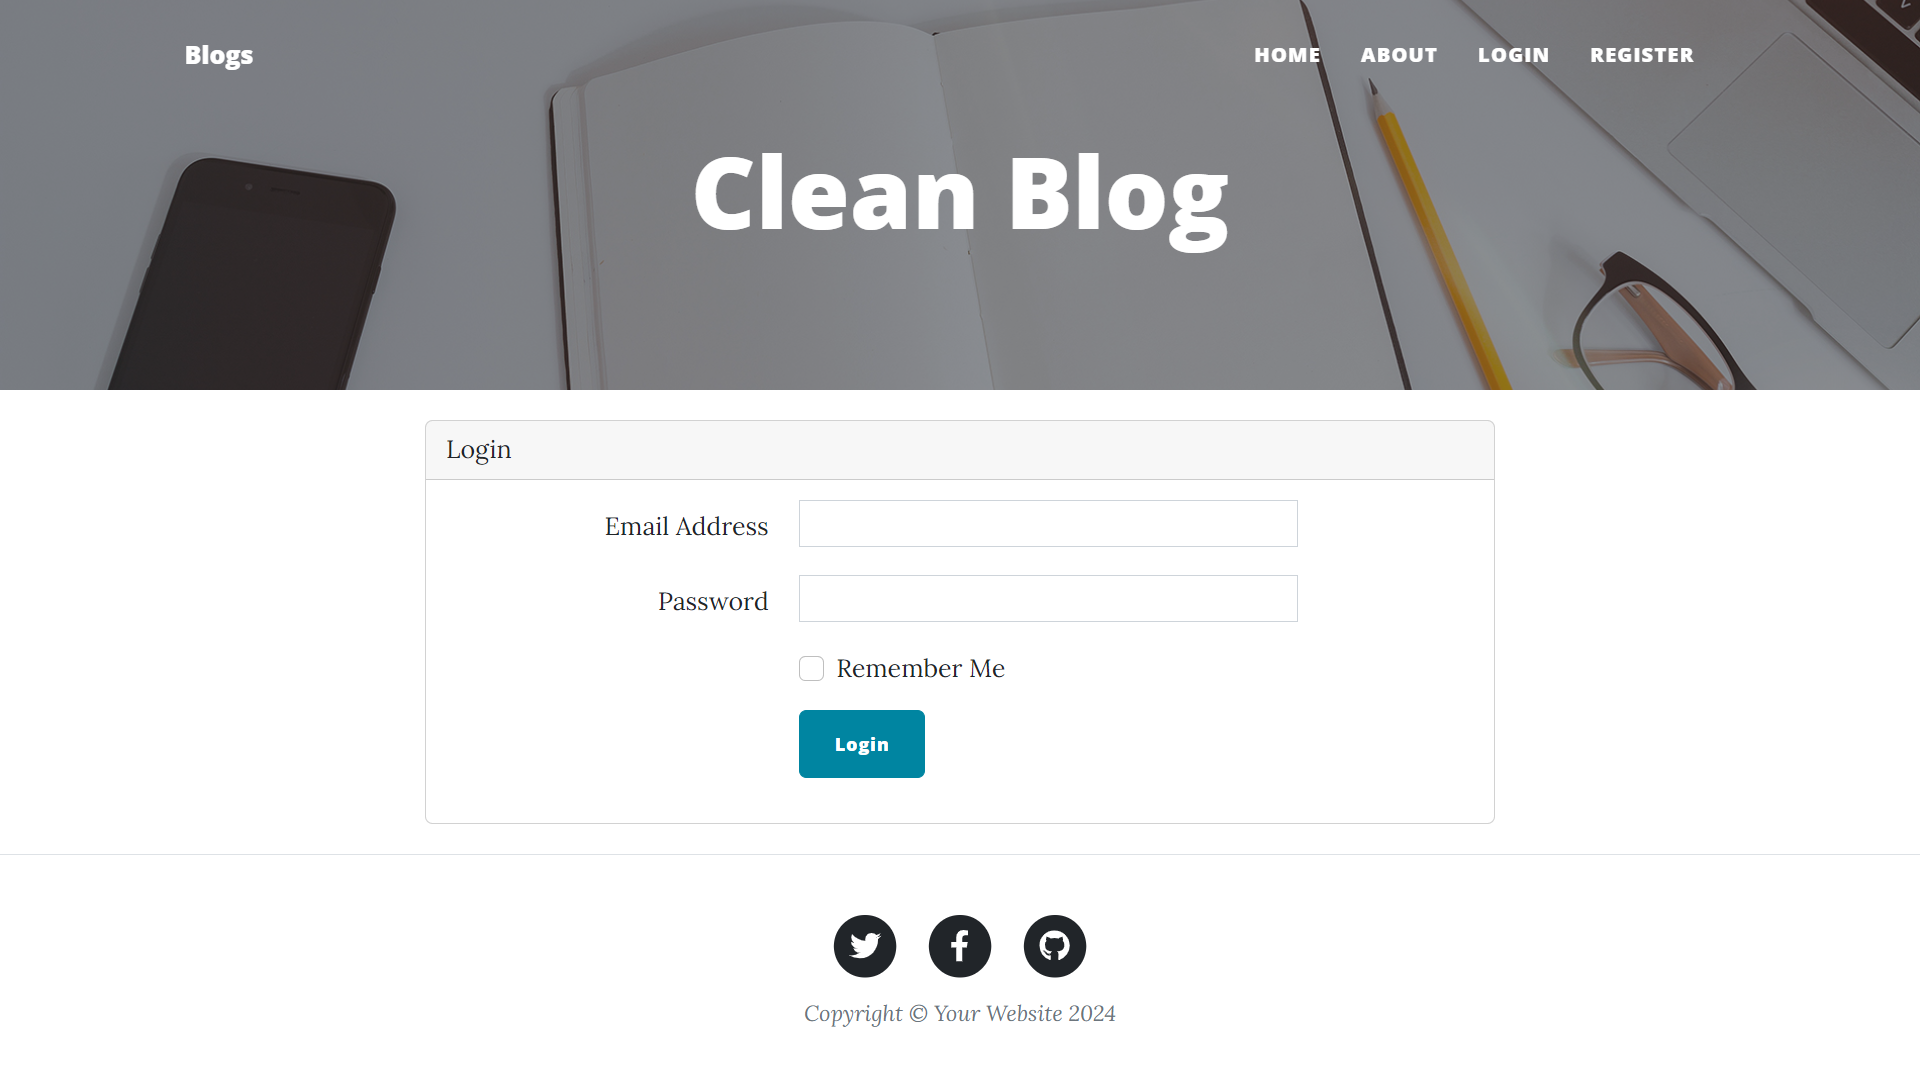 Blogs
HOME ABOUT LOGIN REGISTER
Clean Blog
Login
Email Address
Password
Remember Me
Login
Copyright © Your Website 2024